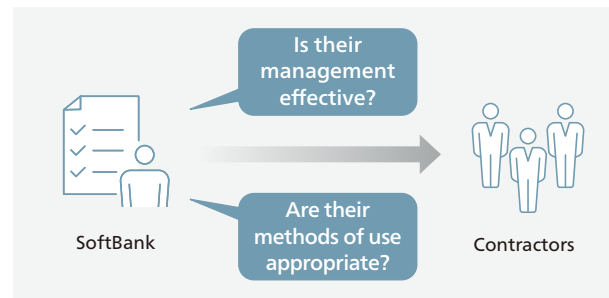 Is their
management
effective?
SoftBank
Contractors
Are their
methods of use
appropriate?